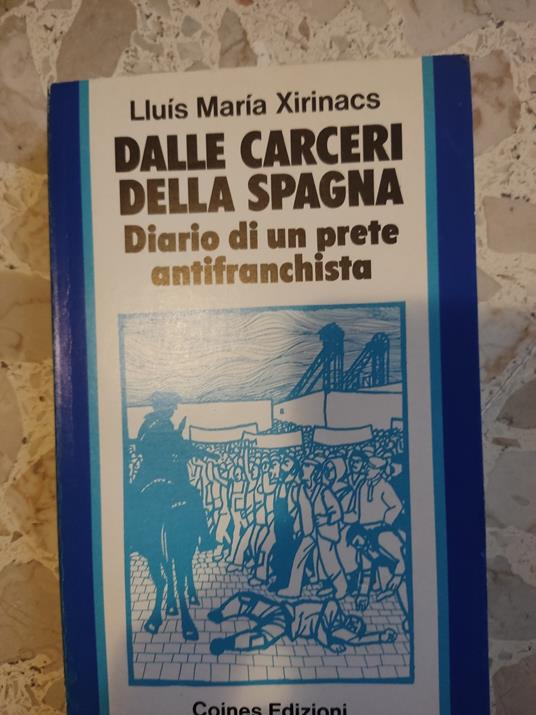 Lluís María Xirinacs
DALLE CARCERI
DELLA SPAGNA
Diario di un prete
antifranchista
Coines Edizioni